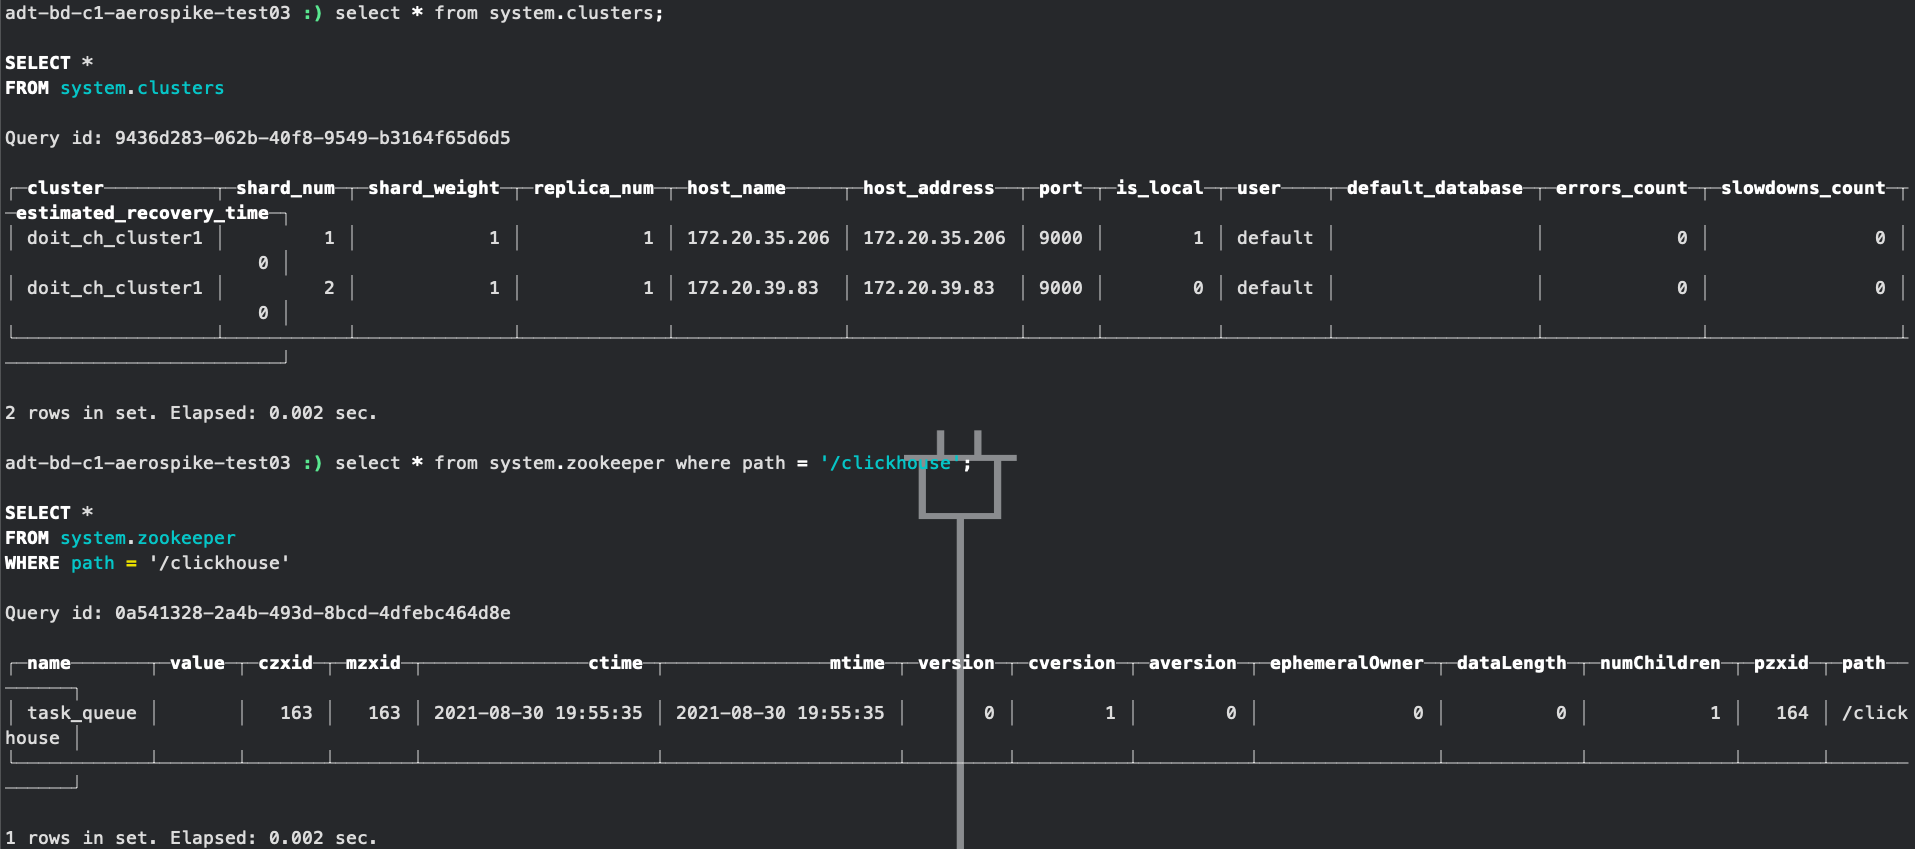 adt-bd-c1-aerospike-test03 :) select * from system.clusters;
SELECT *
FROM system.clusters
Query id: 9436d283-062b-40f8-9549-b3164f65d6d5
cluster shard_num shard_weight replica_num host_name host_address port is_local user default_database errors_count slowdowns_count
estimated_recovery_time
doit_ch_cluster1 1 1 1 172.20.35.206 172.20.35.206 9000 1 default 0 0
0
doit_ch_cluster1 2 1 1 172.20.39.83 172.20.39.83 9000 0 default 0 0
0
2 rows in set. Elapsed: 0.002 sec.
adt-bd-c1-aerospike-test03 :) select * from system.zookeeper where path = '/clickhouse';
SELECT *
FROM system.zookeeper
WHERE path = '/clickhouse'
Query id: 0a541328-2a4b-493d-8bcd-4dfebc464d8e
name value czxid mzxid ctime mtime version cversion aversion ephemeralOwner dataLength numChildren pzxid path
task_queue 163 163 2021-08-30 19:55:35 2021-08-30 19:55:35 0 1 0 0 0 1 164 /click
house
1 rows in set. Elapsed: 0.002 sec.